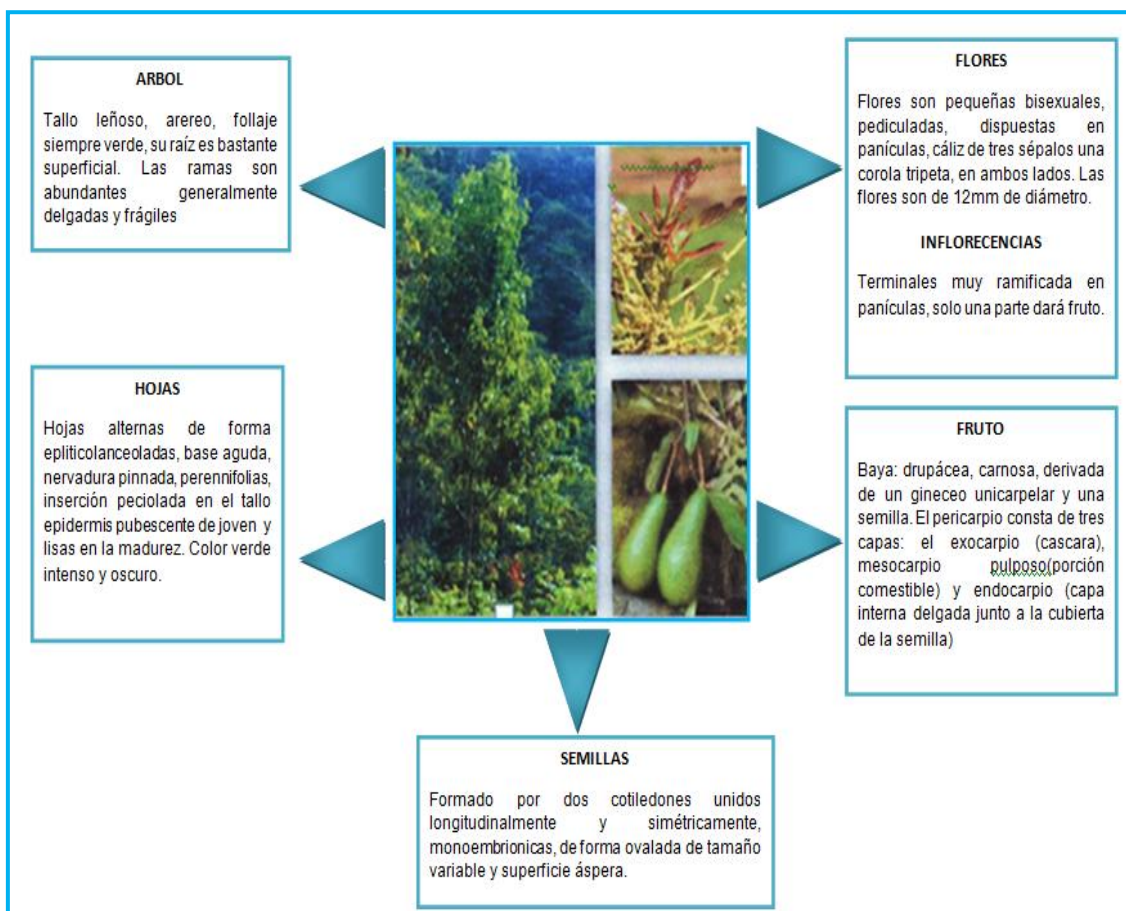 ARBOL
Tallo leñoso, arereo, follaje
siempre verde, su raíz es bastante
superficial. Las ramas son
abundantes generalmente
delgadas y frágiles
HOJAS
Hojas alternas de forma
epliticolanceoladas, base aguda,
nervadura pinnada, perennifolias,
inserción peciolada en el tallo
epidermis pubescente de joven y
lisas en la madurez. Color verde
intenso y oscuro.
FLORES
Flores son pequeñas bisexuales,
pediculadas, dispuestas en
panículas, cáliz de tres sépalos una
corola tripeta, en ambos lados. Las
flores son de 12mm de diámetro.
INFLORECENCIAS
Terminales muy ramificada en
panículas, solo una parte dará fruto.
FRUTO
Baya: drupácea, carnosa, derivada
de un gineceo unicarpelar y una
semilla. El pericarpio consta de tres
capas: el exocarpio (cascara),
mesocarpio pulposo(porción
comestible) y endocarpio (capa
interna delgada junto a la cubierta
de la semilla)
SEMILLAS
Formado por dos cotiledones unidos
longitudinalmente y simétricamente,
monoembrionicas, de forma ovalada de tamaño
variable y superficie áspera.